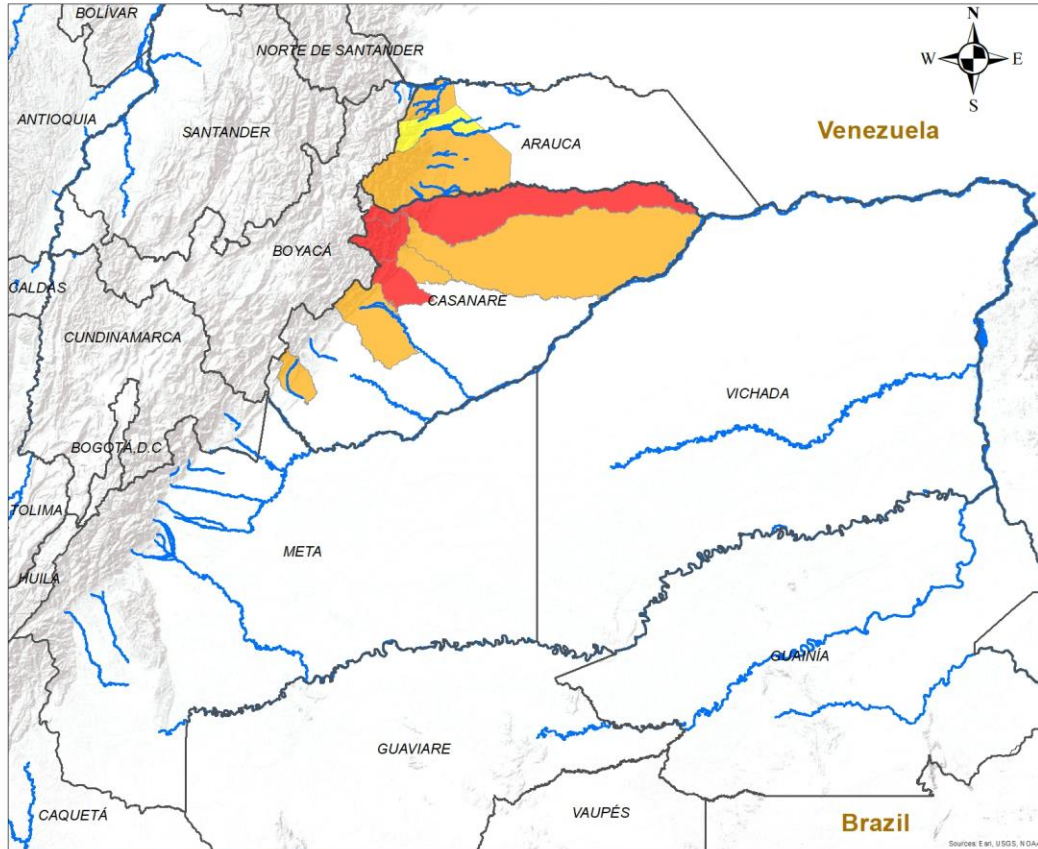 BOLÍVAR
NORTE DE SANTANDER
N
W
E
S
ANTIOQUIA
SANTANDER
ARAUCA
Venezuela
BOYACÁ
CALDAS
CASANARE
CUNDINAMARCA
VICHADA
BOGOTÁ,D.C
TOLIMA
META
HUILA
GUAINÍA
GUAVIARE
CAQUETÁ
VAUPÉS
Brazil
Sources: Esri, USGS, NOAA